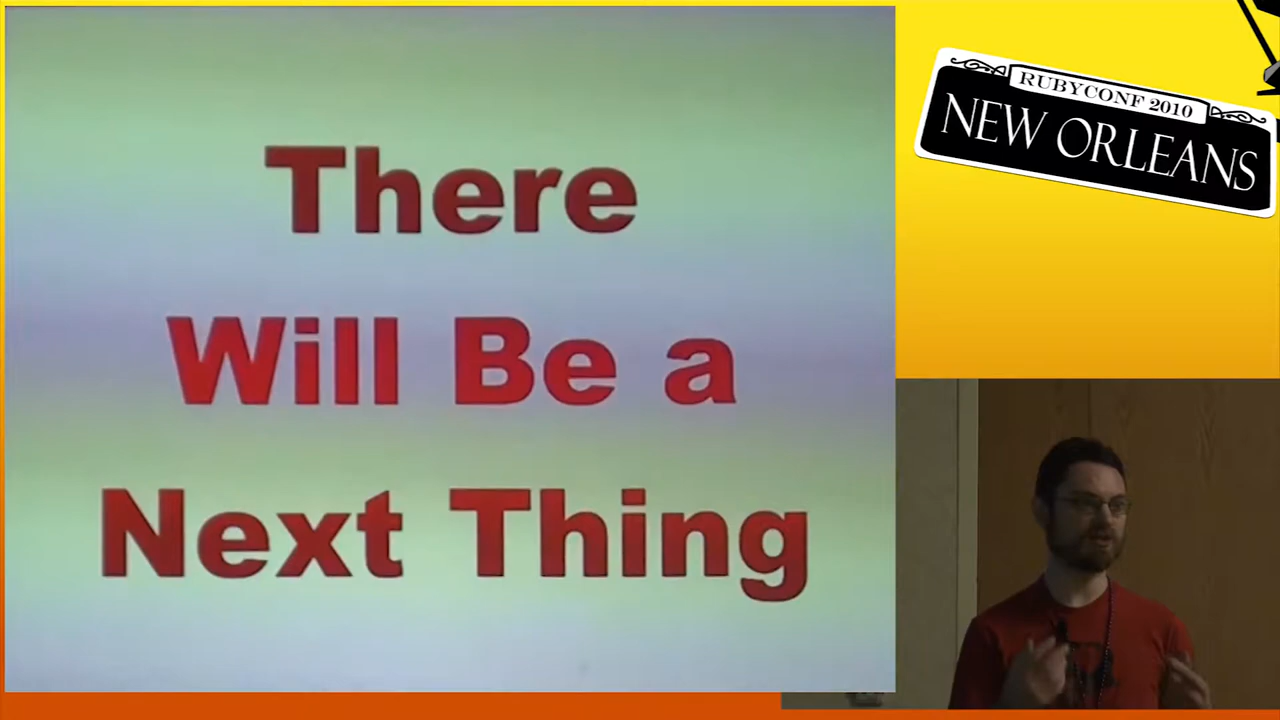 There
Will Be a
Next Thing
RUBYCONF 2010
NEW ORLEANS